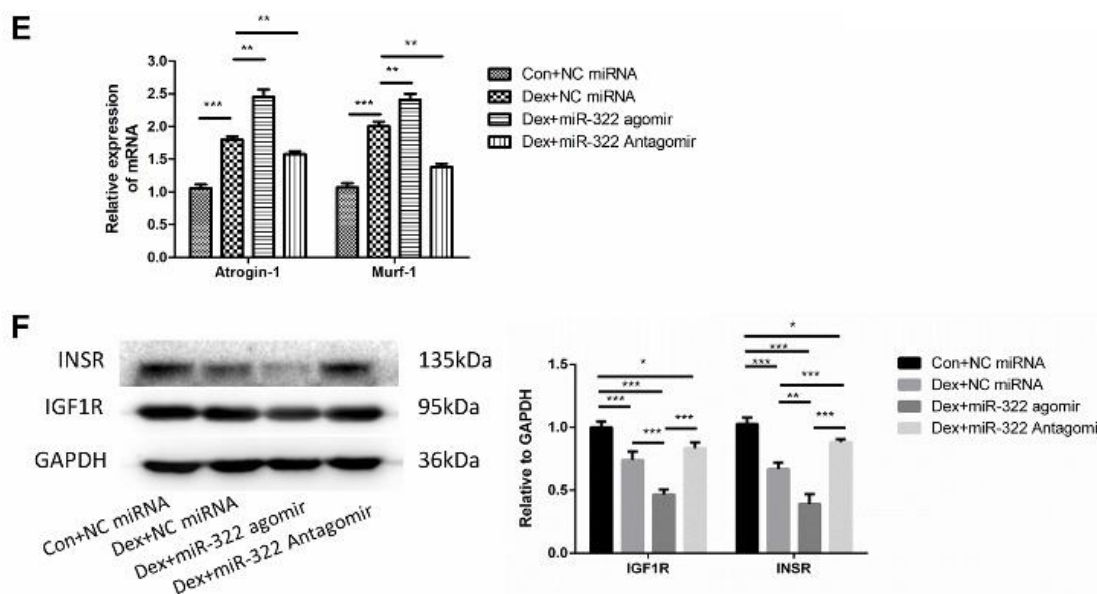 E
**
**
**
**
***
***
3.0
2.5
2.0
1.5
1.0
0.5
0.0
Relative expression
of mRNA
Atrogin-1
Murf-1
Con+NC miRNA
Dex+NC miRNA
Dex+miR-322 agomir
Dex+miR-322 Antagomir
F
INSR
135kDa
IGF1R
95kDa
GAPDH
36kDa
Con+NC miRNA
Dex+NC miRNA
Dex+miR-322 agomir
Dex+miR-322 Antagomir
*
***
***
***
***
*
***
***
***
**
***
1.5
1.0
0.5
0.0
Relative to GAPDH
IGF1R
INSR
Con+NC miRNA
Dex+NC miRNA
Dex+miR-322 agomir
Dex+miR-322 Antagomi